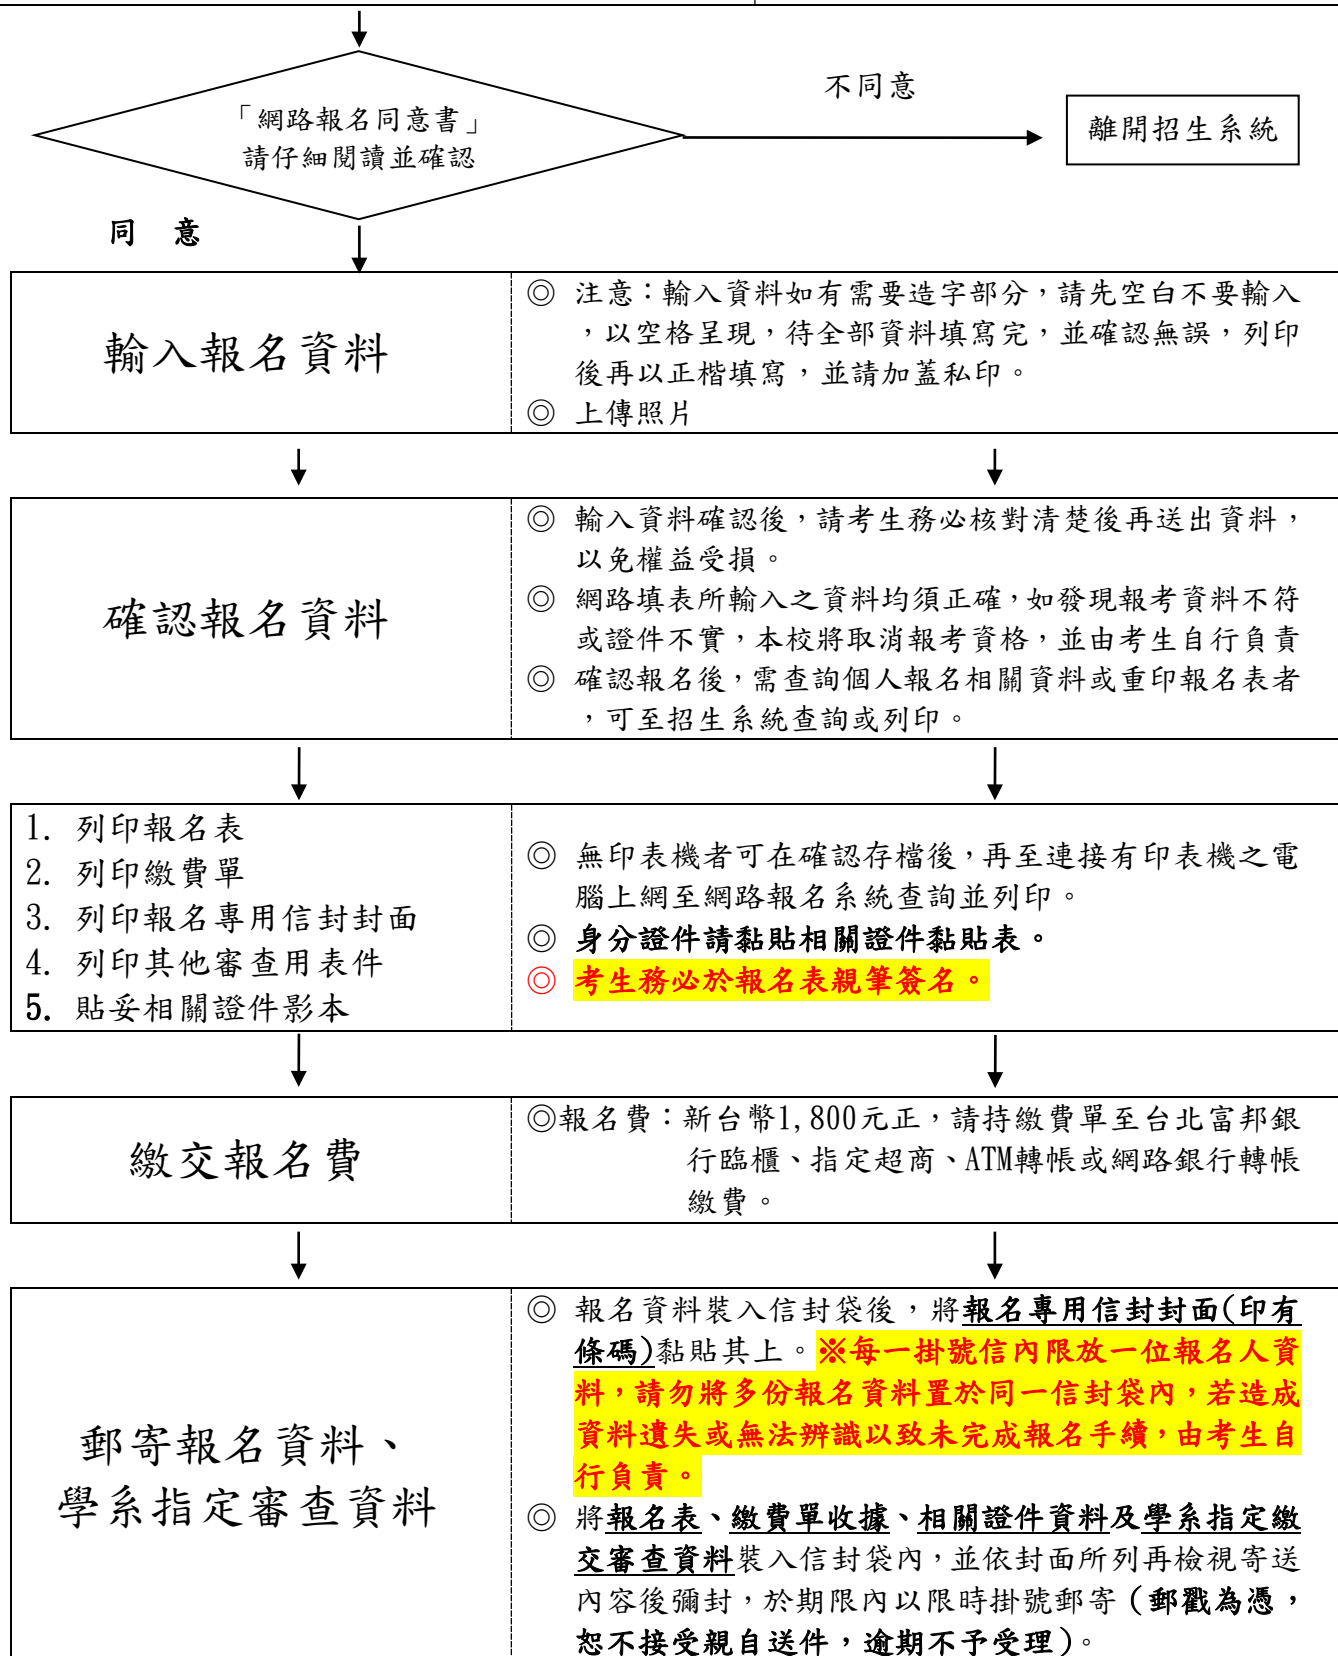 「網路報名同意書」
請仔細閱讀並確認
不同意
離開招生系統
同　意
輸入報名資料
◎ 注意：輸入資料如有需要造字部分，請先空白不要輸入
，以空格呈現，待全部資料填寫完，並確認無誤，列印
後再以正楷填寫，並請加蓋私印。
◎ 上傳照片
確認報名資料
◎ 輸入資料確認後，請考生務必核對清楚後再送出資料，
以免權益受損。
◎ 網路填表所輸入之資料均須正確，如發現報考資料不符
或證件不實，本校將取消報考資格，並由考生自行負責
◎ 確認報名後，需查詢個人報名相關資料或重印報名表者
，可至招生系統查詢或列印。
1. 列印報名表
2. 列印繳費單
3. 列印報名專用信封封面
4. 列印其他審查用表件
5. 貼妥相關證件影本
◎ 無印表機者可在確認存檔後，再至連接有印表機之電
腦上網至網路報名系統查詢並列印。
◎ 身分證件請黏貼相關證件黏貼表。
◎ 考生務必於報名表親筆簽名。
繳交報名費
◎報名費：新台幣1,800元正，請持繳費單至台北富邦銀
行臨櫃、指定超商、ATM轉帳或網路銀行轉帳
繳費。
郵寄報名資料、
學系指定審查資料
◎ 報名資料裝入信封袋後，將報名專用信封封面(印有
條碼)黏貼其上。※每一掛號信內限放一位報名人資
料，請勿將多份報名資料置於同一信封袋內，若造成
資料遺失或無法辨識以致未完成報名手續，由考生自
行負責。
◎ 將報名表、繳費單收據、相關證件資料及學系指定繳
交審查資料裝入信封袋內，並依封面所列再檢視寄送
內容後彌封，於期限內以限時掛號郵寄（郵戳為憑，
恕不接受親自送件，逾期不予受理）。